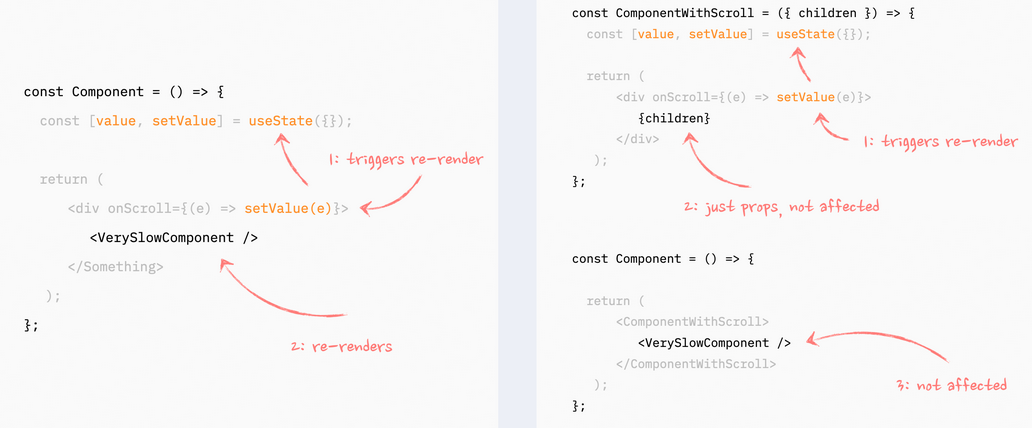 const Component = () => {
const [value, setValue] = useState({});
1: triggers re-render
return (
<div onScroll={(e) => setValue(e)}>
<VerySlowComponent />
</Something>
);
};
2: re-renders
const ComponentWithScroll = ({ children }) => {
const [value, setValue] = useState({});
return (
<div onScroll={(e) => setValue(e)}>
{children}
</div>
1: triggers re-render
);
};
2: just props, not affected
const Component = () => {
return (
<ComponentWithScroll>
<VerySlowComponent />
</ComponentWithScroll>
);
};
3: not affected